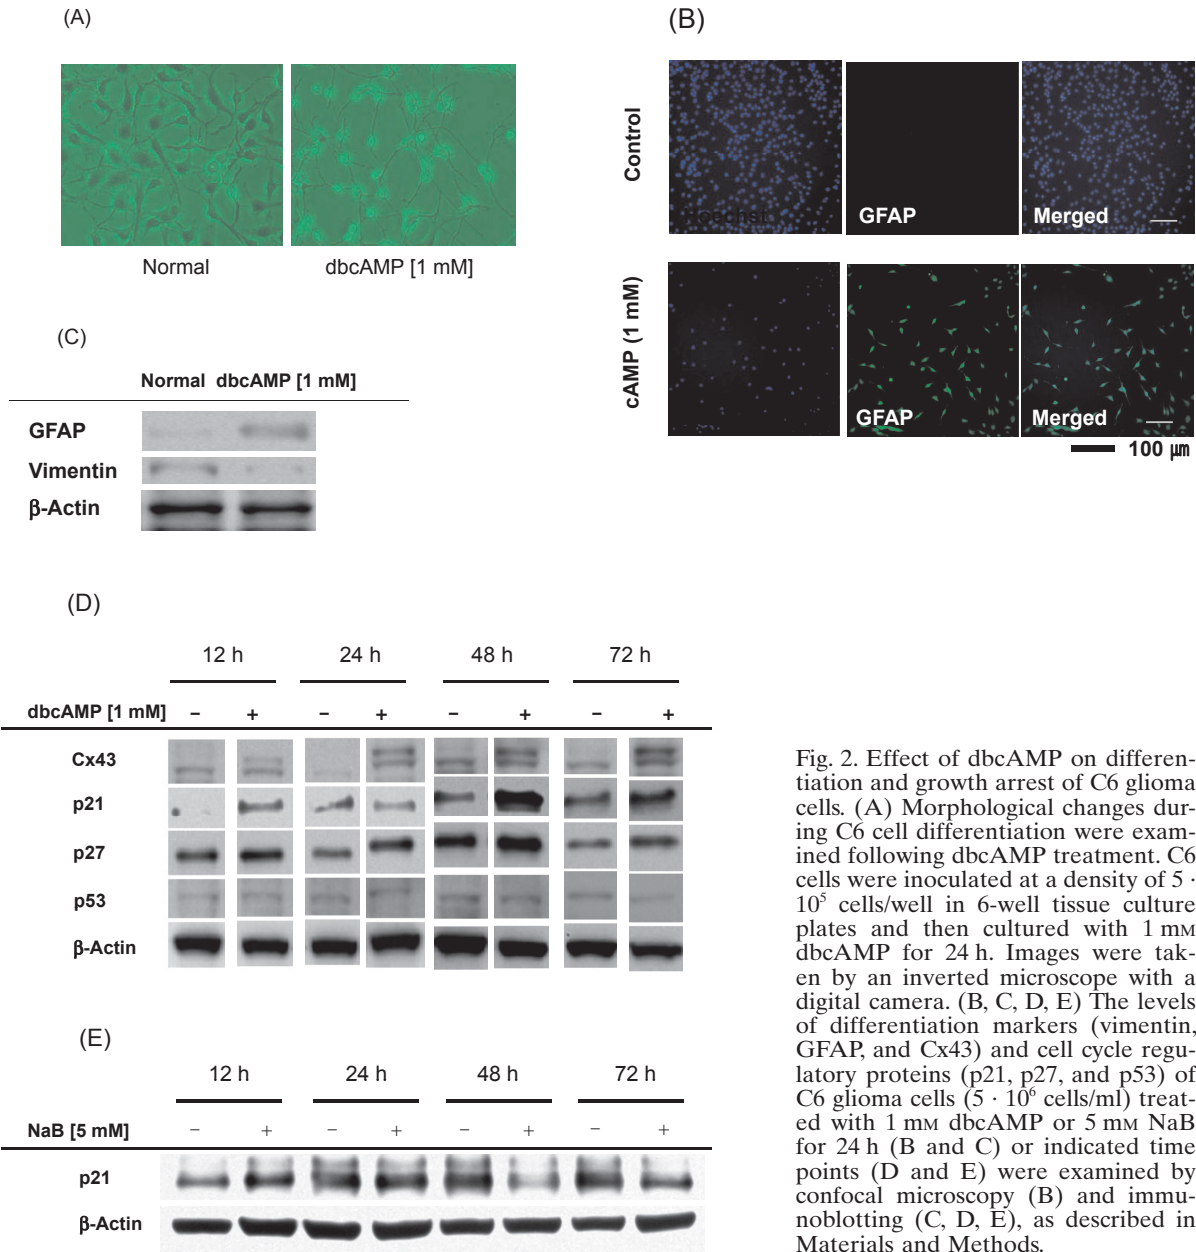 (A)
Normal
dbcAMP [1 mM]
(B)
Control
Hoechst
GFAP
Merged
cAMP (1 mM)
GFAP
Merged
100 μm
(C)
Normal dbcAMP [1 mM]
GFAP
Vimentin
β-Actin
(D)
12 h 24 h 48 h 72 h
dbcAMP [1 mM] − + − + − + − +
Cx43
p21
p27
p53
β-Actin
(E)
12 h 24 h 48 h 72 h
NaB [5 mM] − + − + − + − +
p21
β-Actin
Fig. 2. Effect of dbcAMP on differen-
tiation and growth arrest of C6 glioma
cells. (A) Morphological changes dur-
ing C6 cell differentiation were exam-
ined following dbcAMP treatment. C6
cells were inoculated at a density of 5 ·
10⁵ cells/well in 6-well tissue culture
plates and then cultured with 1 mM
dbcAMP for 24 h. Images were tak-
en by an inverted microscope with a
digital camera. (B, C, D, E) The levels
of differentiation markers (vimentin,
GFAP, and Cx43) and cell cycle regu-
latory proteins (p21, p27, and p53) of
C6 glioma cells (5 · 10⁶ cells/ml) treat-
ed with 1 mM dbcAMP or 5 mM NaB
for 24 h (B and C) or indicated time
points (D and E) were examined by
confocal microscopy (B) and immu-
noblotting (C, D, E), as described in
Materials and Methods.